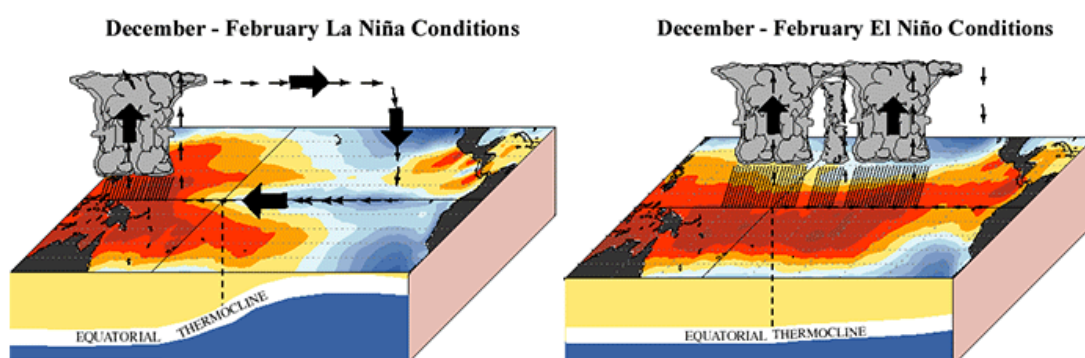 December - February La Niña Conditions
December - February El Niño Conditions
EQUATORIAL THERMOCLINE
EQUATORIAL THERMOCLINE